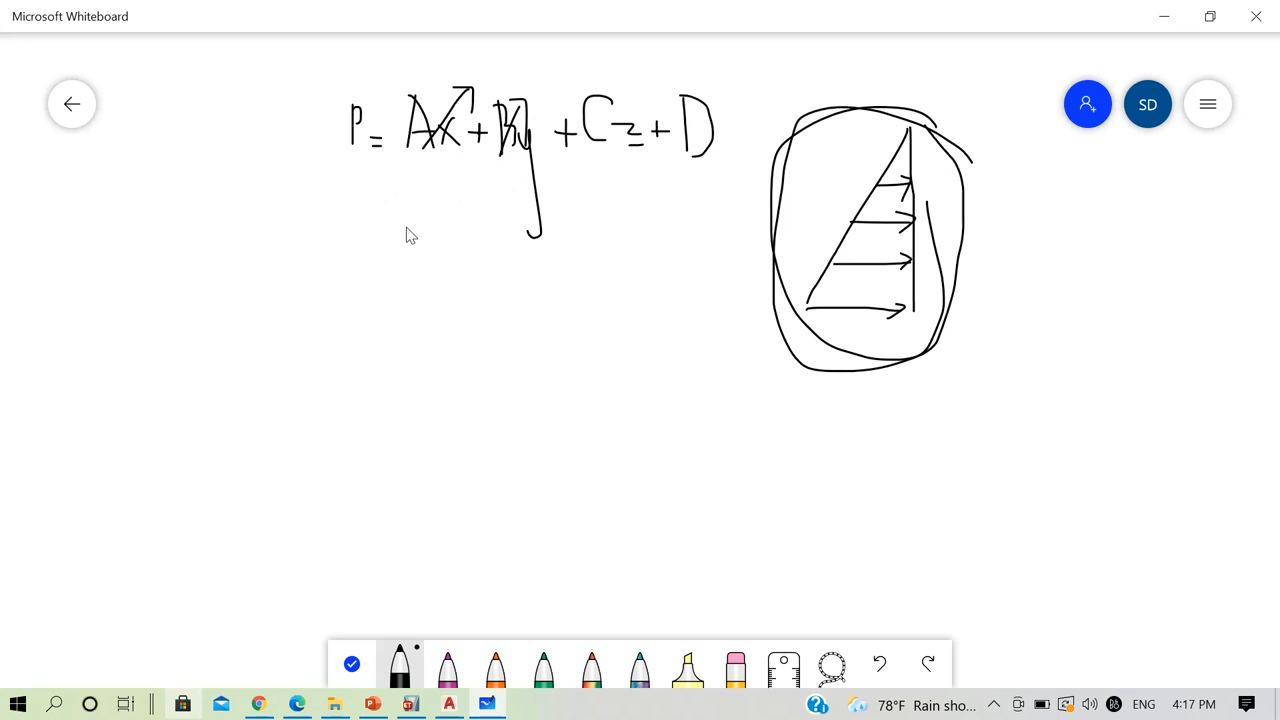 Microsoft Whiteboard
P = Ax + By + Cz + D
SD
78°F Rain sho...
ENG
4:17 PM